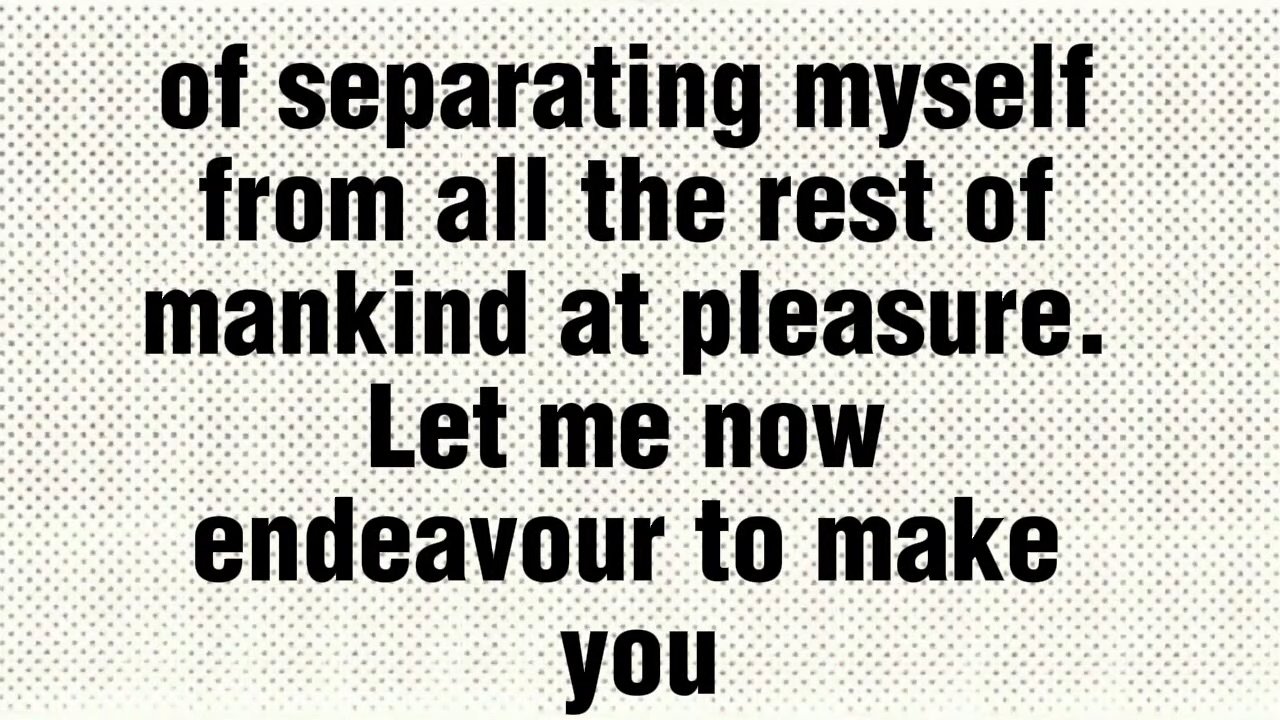 of separating myself
from all the rest of
mankind at pleasure.
Let me now
endeavour to make
you